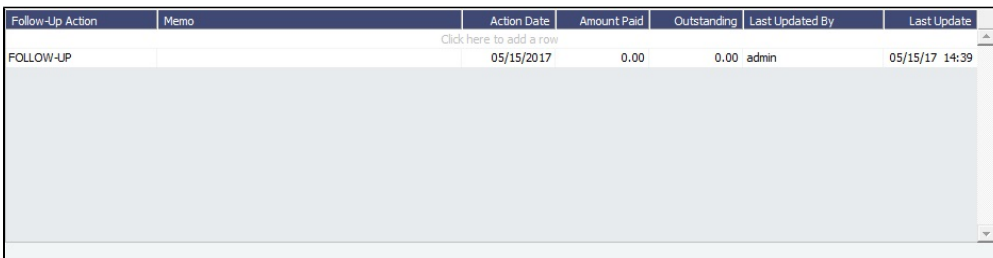 Follow-Up Action Memo Action Date Amount Paid Outstanding Last Updated By Last Update
Click here to add a row
FOLLOW-UP 05/15/2017 0.00 0.00 admin 05/15/17 14:39